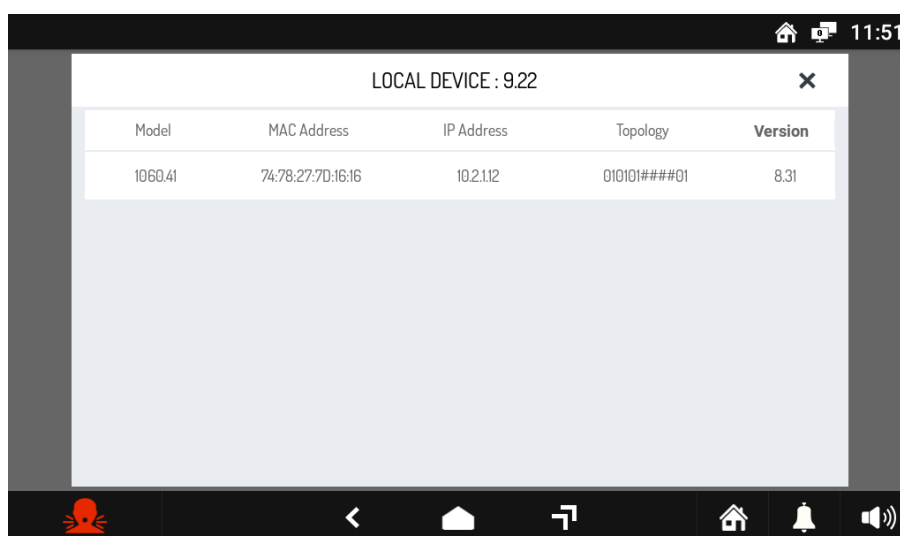 11:51
LOCAL DEVICE : 9.22
Model MAC Address IP Address Topology Version
1060.41 74:78:27:7D:16:16 10.2.1.12 010101####01 8.31